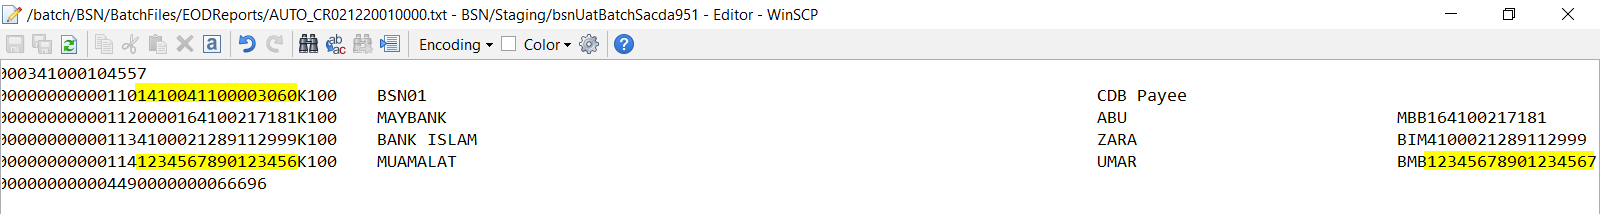 /batch/BSN/BatchFiles/EODReports/AUTO_CR021220010000.txt - BSN/Staging/bsnUatBatchSacda951 - Editor - WinSCP
Encoding Color
000341000104557
000000000001101410041100003060K100 BSN01 CDB Payee
000000000001120000164100217181K100 MAYBANK ABU MBB164100217181
000000000001134100021289112999K100 BANK ISLAM ZARA BIM4100021289112999
000000000001141234567890123456K100 MUAMALAT UMAR BMB12345678901234567
000000000004490000000066696